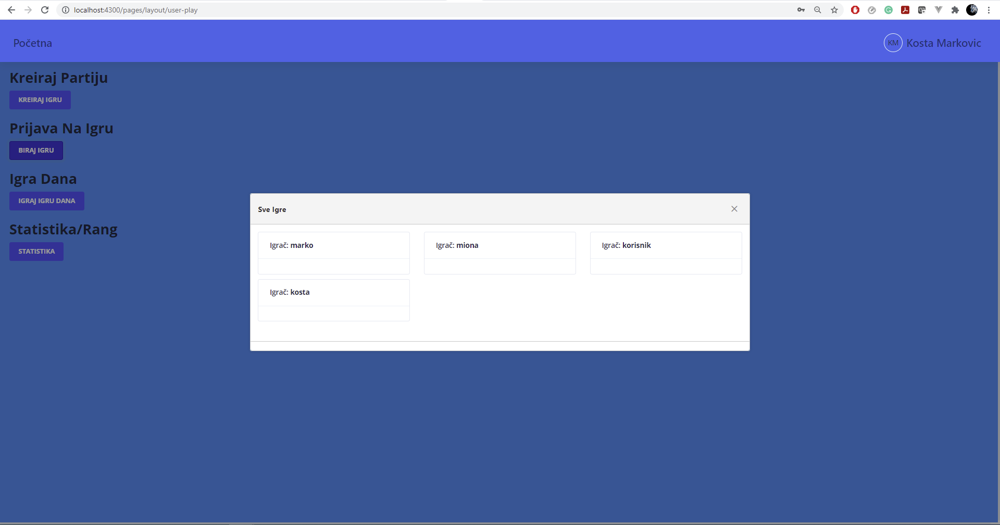 localhost:4300/pages/layout/user-play
Početna
KM Kosta Markovic
Kreiraj Partiju
KREIRAJ IGRU
Prijava Na Igru
BIRAJ IGRU
Igra Dana
IGRAJ IGRU DANA
Statistika/Rang
STATISTIKA
Sve Igre
Igrač: marko
Igrač: miona
Igrač: korisnik
Igrač: kosta